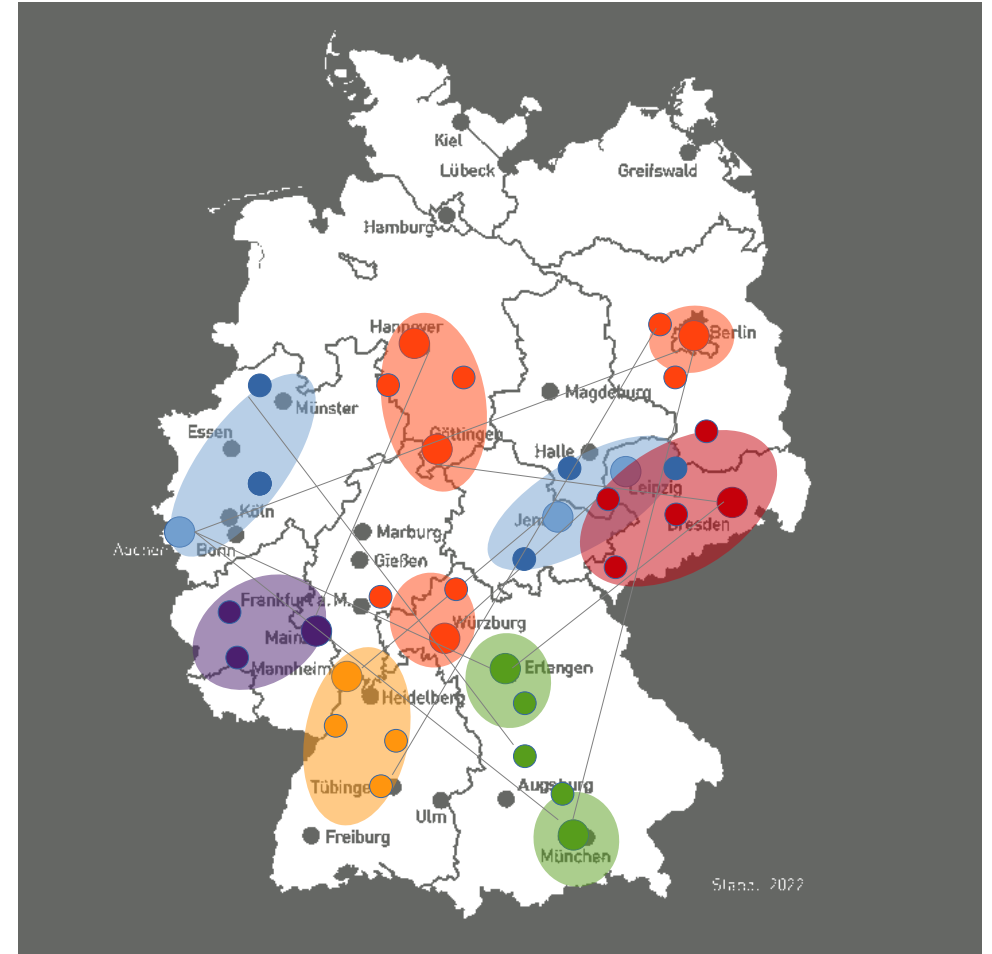 Kiel
Lübeck
Greifswald
Hamburg
Hannover
Berlin
Magdeburg
Münster
Göttingen
Essen
Halle
Leipzig
Köln
Jena
Dresden
Aachen
Bonn
Marburg
Gießen
Frankfurt a. M.
Würzburg
Mainz
Mannheim
Erlangen
Heidelberg
Tübingen
Augsburg
Ulm
Freiburg
München
Stand: 2022